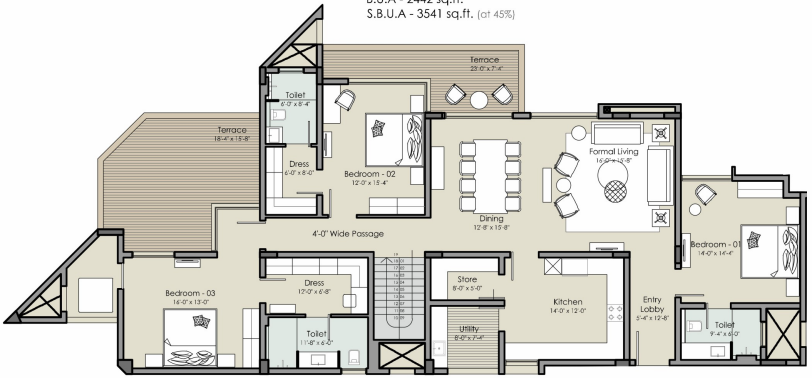 B.U.A - 2442 sq.ft.
S.B.U.A - 3541 sq.ft. (at 45%)
Terrace
23'-0" x 7'-4"
Toilet
6'-0" x 8'-4"
Terrace
18'-4" x 15'-8"
Formal Living
16'-0" x 15'-8"
Dress
6'-0" x 8'-0"
Bedroom - 02
12'-0" x 15'-4"
Dining
12'-8" x 15'-8"
4'-0" Wide Passage
Bedroom - 01
14'-0" x 14'-4"
Bedroom - 03
16'-0" x 13'-0"
Dress
12'-0" x 6'-8"
Store
8'-0" x 5'-0"
Kitchen
14'-0" x 12'-0"
Entry
Lobby
5'-4" x 12'-8"
Toilet
11'-8" x 6'-0"
Utility
8'-0" x 7'-4"
Toilet
9'-4" x 6'-0"